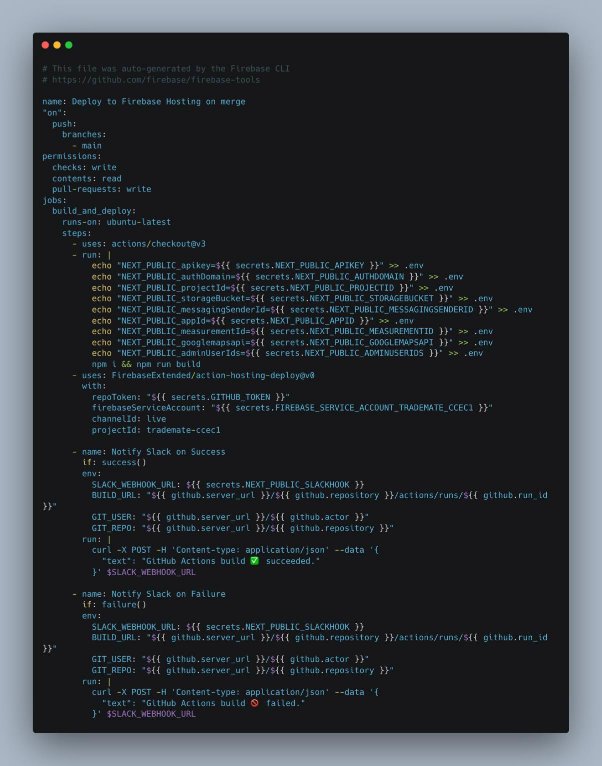 # This file was auto-generated by the Firebase CLI
# https://github.com/firebase/firebase-tools

name: Deploy to Firebase Hosting on merge
"on":
  push:
    branches:
      - main
permissions:
  checks: write
  contents: read
  pull-requests: write
jobs:
  build_and_deploy:
    runs-on: ubuntu-latest
    steps:
      - uses: actions/checkout@v3
      - run: |
          echo "NEXT_PUBLIC_apikey=${{ secrets.NEXT_PUBLIC_APIKEY }}" >> .env
          echo "NEXT_PUBLIC_authDomain=${{ secrets.NEXT_PUBLIC_AUTHDOMAIN }}" >> .env
          echo "NEXT_PUBLIC_projectId=${{ secrets.NEXT_PUBLIC_PROJECTID }}" >> .env
          echo "NEXT_PUBLIC_storageBucket=${{ secrets.NEXT_PUBLIC_STORAGEBUCKET }}" >> .env
          echo "NEXT_PUBLIC_messagingSenderId=${{ secrets.NEXT_PUBLIC_MESSAGINGSENDERID }}" >> .env
          echo "NEXT_PUBLIC_appId=${{ secrets.NEXT_PUBLIC_APPID }}" >> .env
          echo "NEXT_PUBLIC_measurementId=${{ secrets.NEXT_PUBLIC_MEASUREMENTID }}" >> .env
          echo "NEXT_PUBLIC_googlemapsapi=${{ secrets.NEXT_PUBLIC_GOOGLEMAPSAPI }}" >> .env
          echo "NEXT_PUBLIC_adminUserIds=${{ secrets.NEXT_PUBLIC_ADMINUSERIOS }}" >> .env
          npm i && npm run build
      - uses: FirebaseExtended/action-hosting-deploy@v0
        with:
          repoToken: "${{ secrets.GITHUB_TOKEN }}"
          firebaseServiceAccount: "${{ secrets.FIREBASE_SERVICE_ACCOUNT_TRADEMATE_CCEC1 }}"
          channelId: live
          projectId: trademate-ccec1

      - name: Notify Slack on Success
        if: success()
        env:
          SLACK_WEBHOOK_URL: ${{ secrets.NEXT_PUBLIC_SLACKHOOK }}
          BUILD_URL: "${{ github.server_url }}/${{ github.repository }}/actions/runs/${{ github.run_id
}}"
          GIT_USER: "${{ github.server_url }}/${{ github.actor }}"
          GIT_REPO: "${{ github.server_url }}/${{ github.repository }}"
        run: |
          curl -X POST -H 'Content-type: application/json' --data '{
            "text": "GitHub Actions build ✅ succeeded."
          }' $SLACK_WEBHOOK_URL

      - name: Notify Slack on Failure
        if: failure()
        env:
          SLACK_WEBHOOK_URL: ${{ secrets.NEXT_PUBLIC_SLACKHOOK }}
          BUILD_URL: "${{ github.server_url }}/${{ github.repository }}/actions/runs/${{ github.run_id
}}"
          GIT_USER: "${{ github.server_url }}/${{ github.actor }}"
          GIT_REPO: "${{ github.server_url }}/${{ github.repository }}"
        run: |
          curl -X POST -H 'Content-type: application/json' --data '{
            "text": "GitHub Actions build 🚫 failed."
          }' $SLACK_WEBHOOK_URL